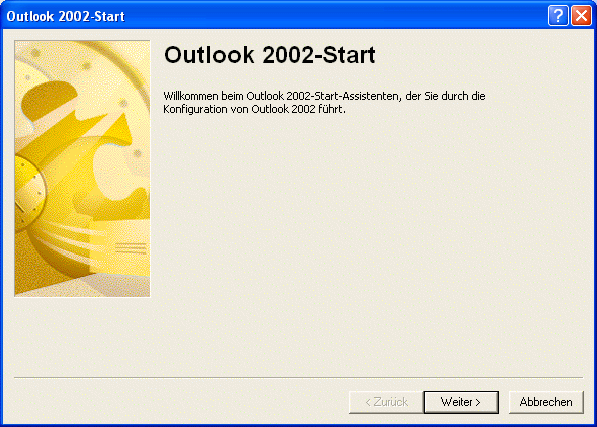 Outlook 2002-Start
Outlook 2002-Start
Willkommen beim Outlook 2002-Start-Assistenten, der Sie durch die
Konfiguration von Outlook 2002 führt.
< Zurück
Weiter >
Abbrechen